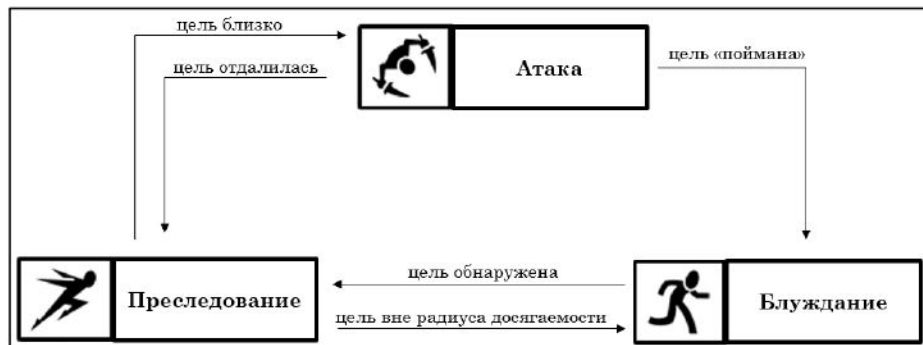 цель близко
Атака
цель отдалилась
цель «поймана»
цель обнаружена
Преследование
Блуждание
цель вне радиуса досягаемости